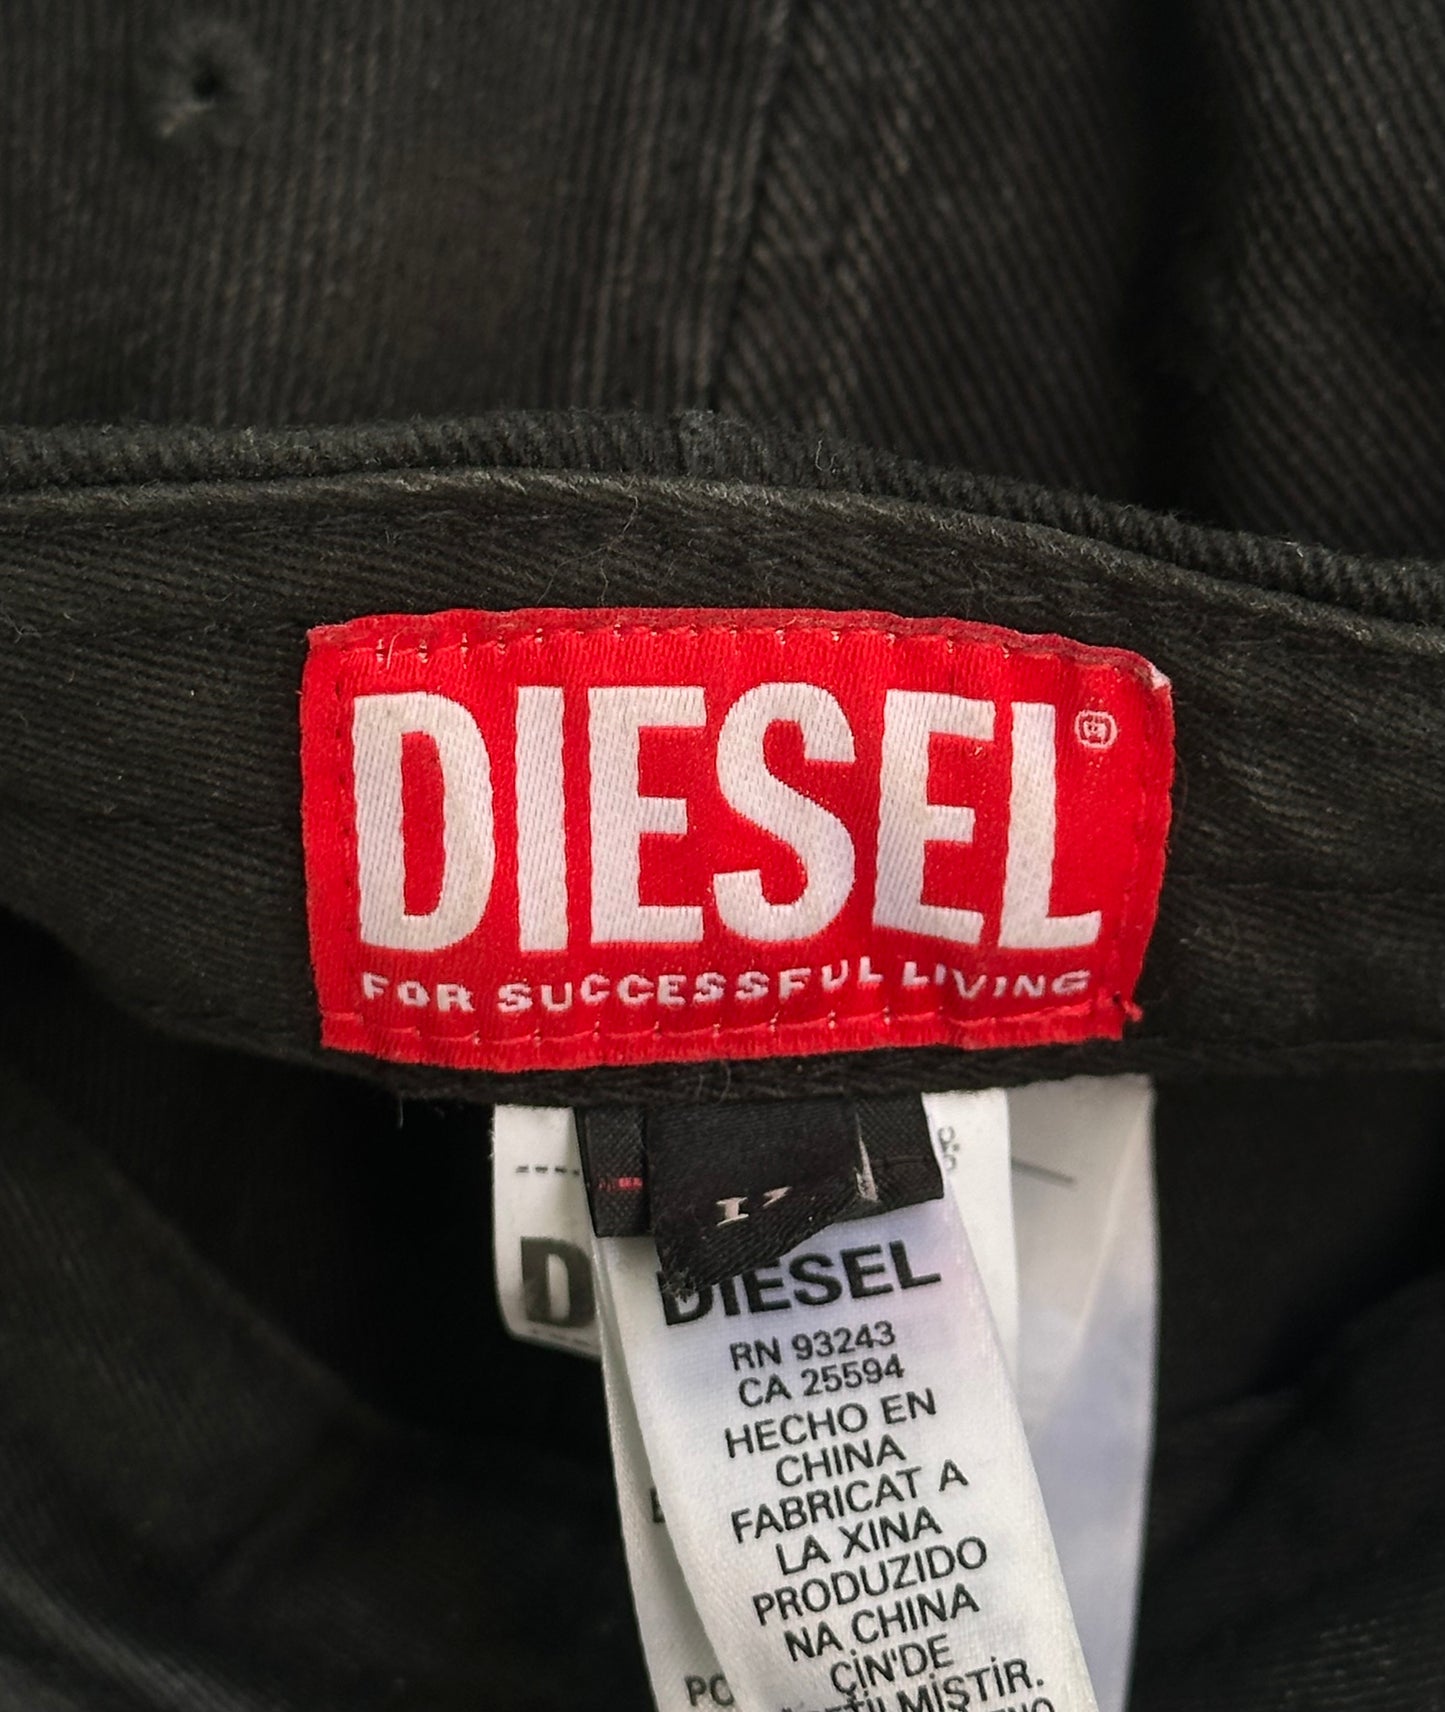 DIESEL®
FOR SUCCESSFUL LIVING
D
DIESEL
RN 93243
CA 25594
HECHO EN
CHINA
FABRICAT A
LA XINA
PRODUZIDO
NA CHINA
ÇİN'DE